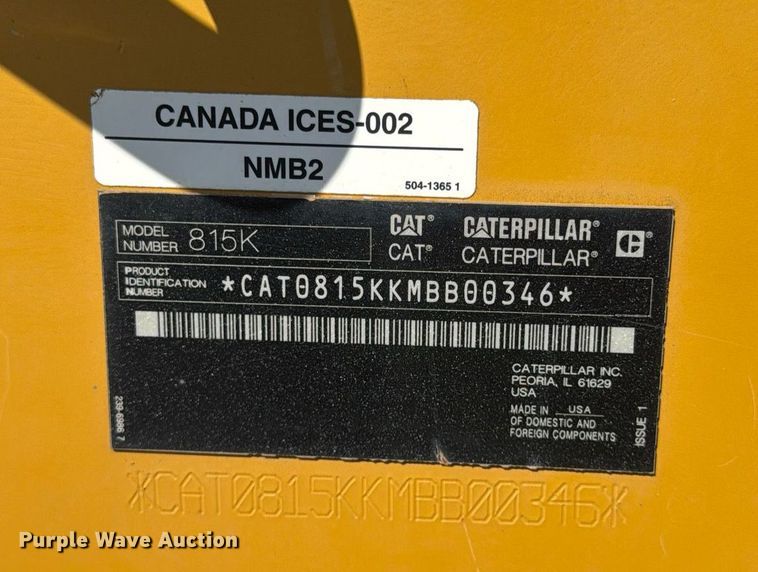 CANADA ICES-002
NMB2
504-1365 1
MODEL NUMBER 815K
CAT® CATERPILLAR®
CAT® CATERPILLAR®
C
PRODUCT IDENTIFICATION NUMBER *CAT0815KKMBB00346*
CATERPILLAR INC.
PEORIA, IL 61629
USA
MADE IN USA
OF DOMESTIC AND
FOREIGN COMPONENTS
239-6986 7
ISSUE 1
*CAT0815KKMBB00346*
Purple Wave Auction